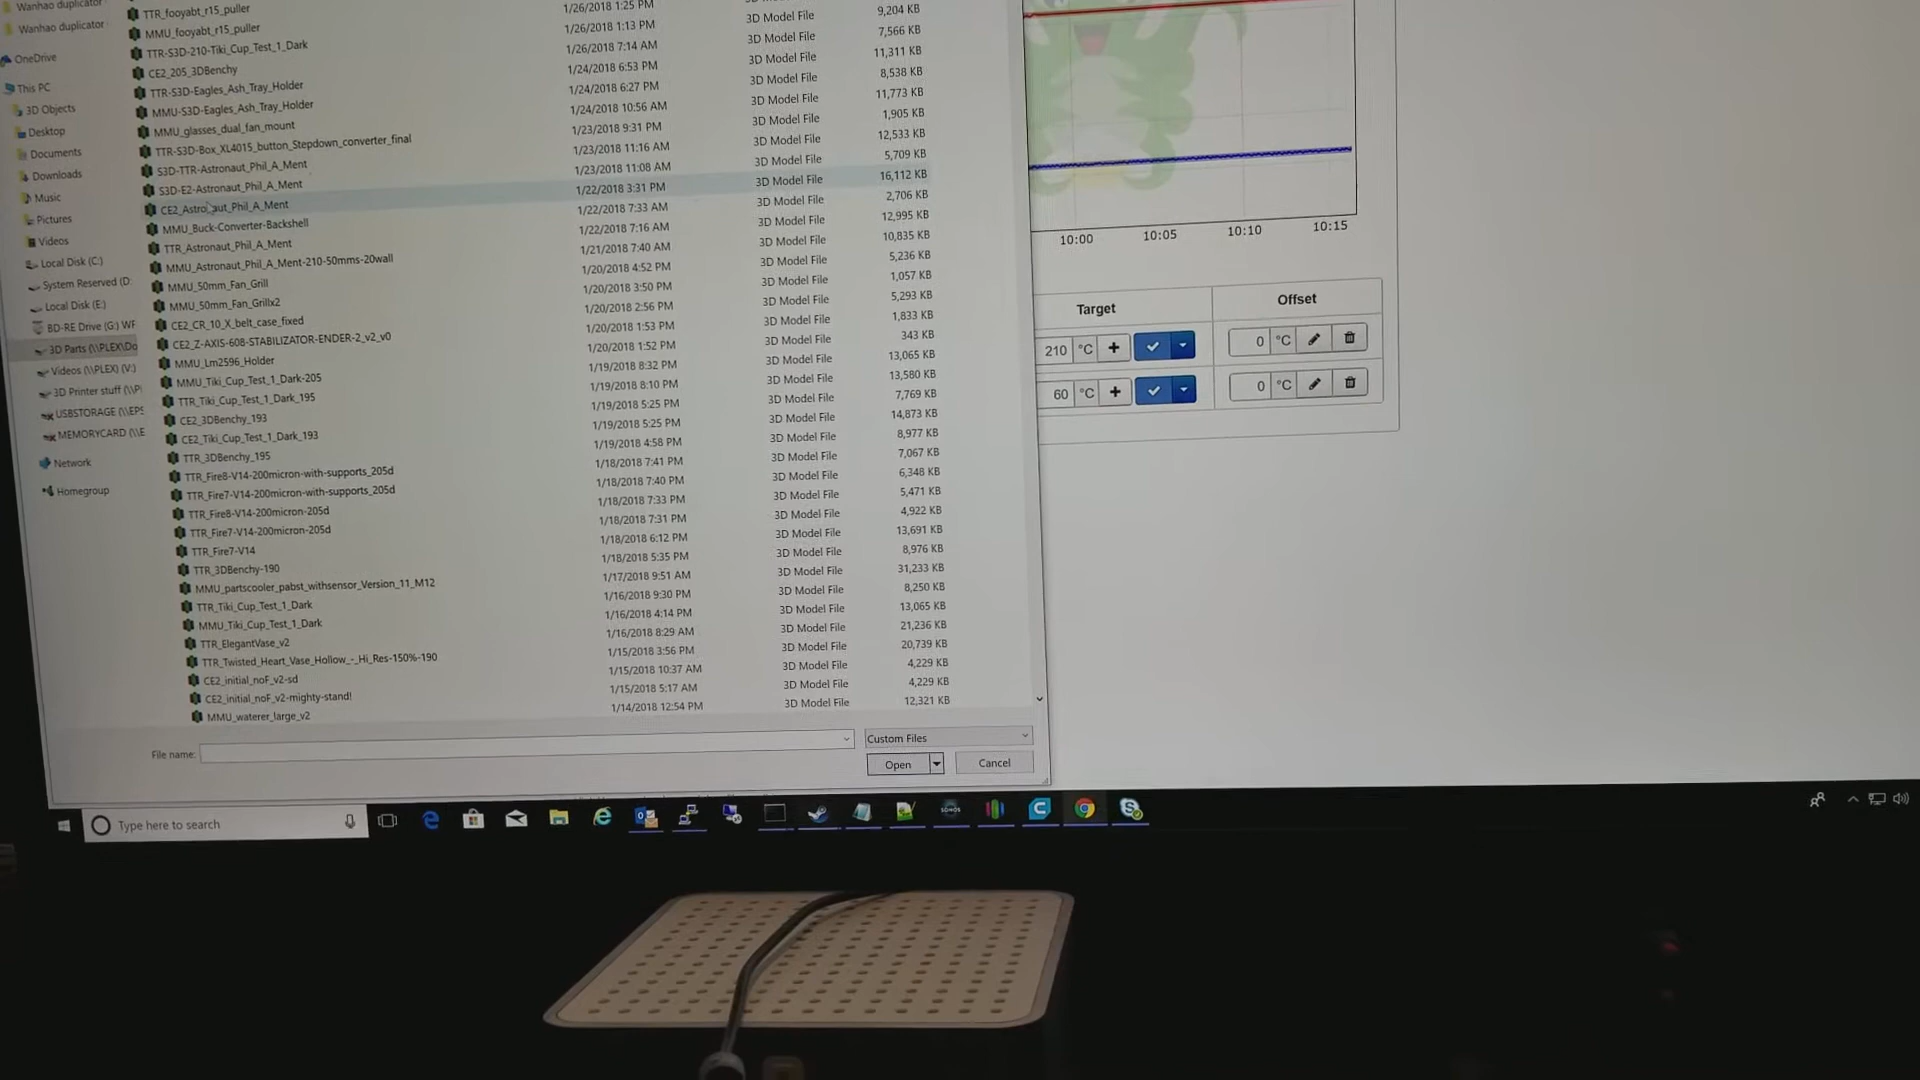 Wanhao duplicator
Wanhao duplicator
OneDrive
This PC
3D Objects
Desktop
Documents
Downloads
Music
Pictures
Videos
Local Disk (C:)
System Reserved (D:
Local Disk (E:)
BD-RE Drive (G:) WF
3D Parts (\\PLEX\Do
Videos (\\PLEX) (V:)
3D Printer stuff (\\Pl
USBSTORAGE (\\EPS
MEMORYCARD (\\E
Network
Homegroup
TTR_fooyabt_r15_puller 1/26/2018 1:25 PM
MMU_fooyabt_r15_puller 1/26/2018 1:13 PM 3D Model File 9,204 KB
TTR-S3D-210-Tiki_Cup_Test_1_Dark 1/26/2018 7:14 AM 3D Model File 7,566 KB
CE2_205_3DBenchy 1/24/2018 6:53 PM 3D Model File 11,311 KB
TTR-S3D-Eagles_Ash_Tray_Holder 1/24/2018 6:27 PM 3D Model File 8,538 KB
MMU-S3D-Eagles_Ash_Tray_Holder 1/24/2018 10:56 AM 3D Model File 11,773 KB
MMU_glasses_dual_fan_mount 1/23/2018 9:31 PM 3D Model File 1,905 KB
TTR-S3D-Box_XL4015_button_Stepdown_converter_final 1/23/2018 11:16 AM 3D Model File 12,533 KB
S3D-TTR-Astronaut_Phil_A_Ment 1/23/2018 11:08 AM 3D Model File 5,709 KB
S3D-E2-Astronaut_Phil_A_Ment 1/22/2018 3:31 PM 3D Model File 16,112 KB
CE2_Astronaut_Phil_A_Ment 1/22/2018 7:33 AM 3D Model File 2,706 KB
MMU_Buck-Converter-Backshell 1/22/2018 7:16 AM 3D Model File 12,995 KB
TTR_Astronaut_Phil_A_Ment 1/21/2018 7:40 AM 3D Model File 10,835 KB
MMU_Astronaut_Phil_A_Ment-210-50mms-20wall 1/20/2018 4:52 PM 3D Model File 5,236 KB
MMU_50mm_Fan_Grill 1/20/2018 3:50 PM 3D Model File 1,057 KB
MMU_50mm_Fan_Grillx2 1/20/2018 2:56 PM 3D Model File 5,293 KB
CE2_CR_10_X_belt_case_fixed 1/20/2018 1:53 PM 3D Model File 1,833 KB
CE2_Z-AXIS-608-STABILIZATOR-ENDER-2_v2_v0 1/20/2018 1:52 PM 3D Model File 343 KB
MMU_Lm2596_Holder 1/19/2018 8:32 PM 3D Model File 13,065 KB
MMU_Tiki_Cup_Test_1_Dark-205 1/19/2018 8:10 PM 3D Model File 13,580 KB
TTR_Tiki_Cup_Test_1_Dark_195 1/19/2018 5:25 PM 3D Model File 7,769 KB
CE2_3DBenchy_193 1/19/2018 5:25 PM 3D Model File 14,873 KB
CE2_Tiki_Cup_Test_1_Dark_193 1/19/2018 4:58 PM 3D Model File 8,977 KB
TTR_3DBenchy_195 1/18/2018 7:41 PM 3D Model File 7,067 KB
TTR_Fire8-V14-200micron-with-supports_205d 1/18/2018 7:40 PM 3D Model File 6,348 KB
TTR_Fire7-V14-200micron-with-supports_205d 1/18/2018 7:33 PM 3D Model File 5,471 KB
TTR_Fire8-V14-200micron-205d 1/18/2018 7:31 PM 3D Model File 4,922 KB
TTR_Fire7-V14-200micron-205d 1/18/2018 6:12 PM 3D Model File 13,691 KB
TTR_Fire7-V14 1/18/2018 5:35 PM 3D Model File 8,976 KB
TTR_3DBenchy-190 1/17/2018 9:51 AM 3D Model File 31,233 KB
MMU_partscooler_pabst_withsensor_Version_11_M12 1/16/2018 9:30 PM 3D Model File 8,250 KB
TTR_Tiki_Cup_Test_1_Dark 1/16/2018 4:14 PM 3D Model File 13,065 KB
MMU_Tiki_Cup_Test_1_Dark 1/16/2018 8:29 AM 3D Model File 21,236 KB
TTR_ElegantVase_v2 1/15/2018 3:56 PM 3D Model File 20,739 KB
TTR_Twisted_Heart_Vase_Hollow_-_Hi_Res-150%-190 1/15/2018 10:37 AM 3D Model File 4,229 KB
CE2_initial_noF_v2-sd 1/15/2018 5:17 AM 3D Model File 4,229 KB
CE2_initial_noF_v2-mighty-stand! 1/14/2018 12:54 PM 3D Model File 12,321 KB
MMU_waterer_large_v2
File name:
Custom Files
Open
Cancel
10:00 10:05 10:10 10:15
Target Offset
210 °C + 0 °C
60 °C + 0 °C
Type here to search
SONOS